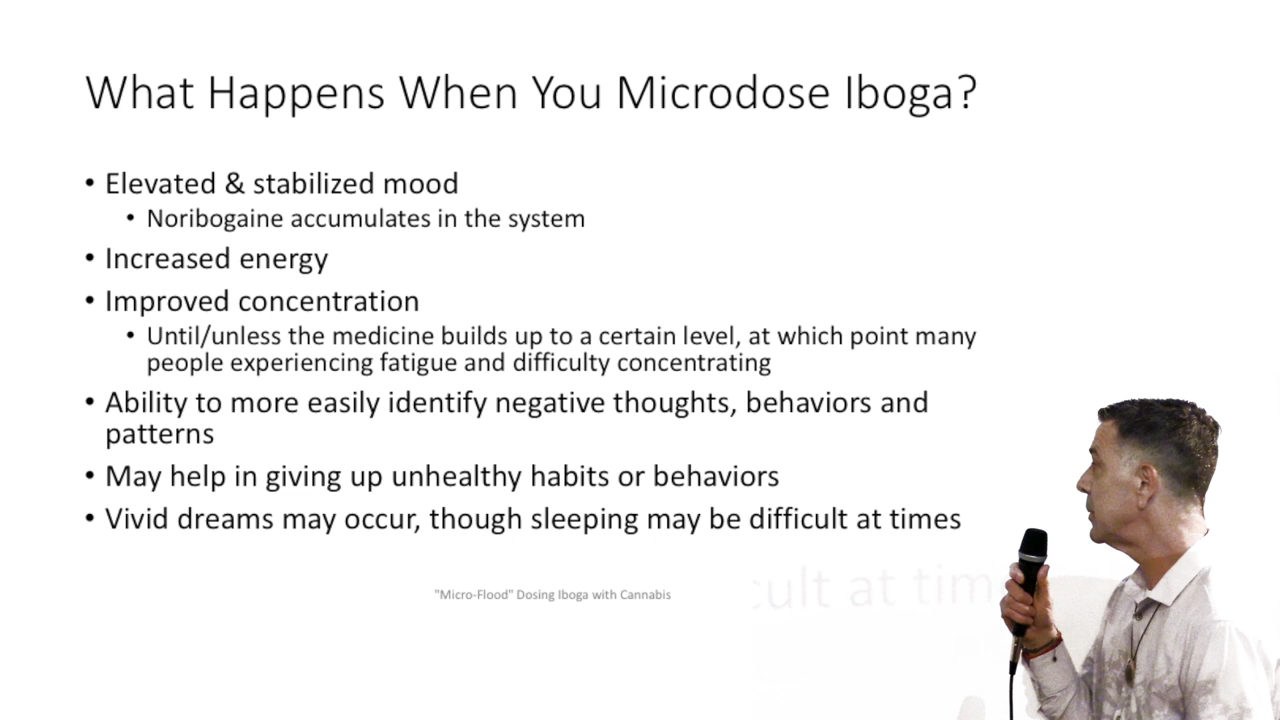 What Happens When You Microdose Iboga?
• Elevated & stabilized mood
• Noribogaine accumulates in the system
• Increased energy
• Improved concentration
• Until/unless the medicine builds up to a certain level, at which point many
people experiencing fatigue and difficulty concentrating
• Ability to more easily identify negative thoughts, behaviors and
patterns
• May help in giving up unhealthy habits or behaviors
• Vivid dreams may occur, though sleeping may be difficult at times
"Micro-Flood" Dosing Iboga with Cannabis
cult at tim